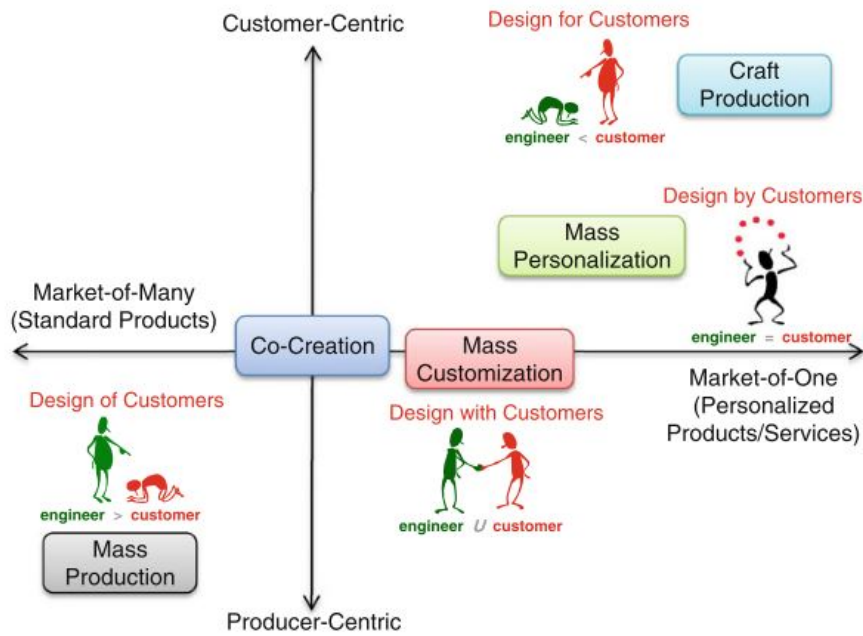 Customer-Centric
Design for Customers
Craft
Production
engineer < customer
Design by Customers
Mass
Personalization
Market-of-Many
(Standard Products)
engineer = customer
Co-Creation
Mass
Customization
Market-of-One
(Personalized
Products/Services)
Design of Customers
Design with Customers
engineer > customer
engineer U customer
Mass
Production
Producer-Centric